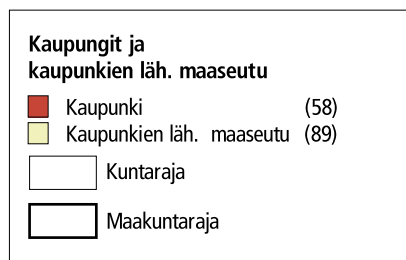 Kaupungit ja
kaupunkien läh. maaseutu
Kaupunki (58)
Kaupunkien läh. maaseutu (89)
Kuntaraja
Maakuntaraja